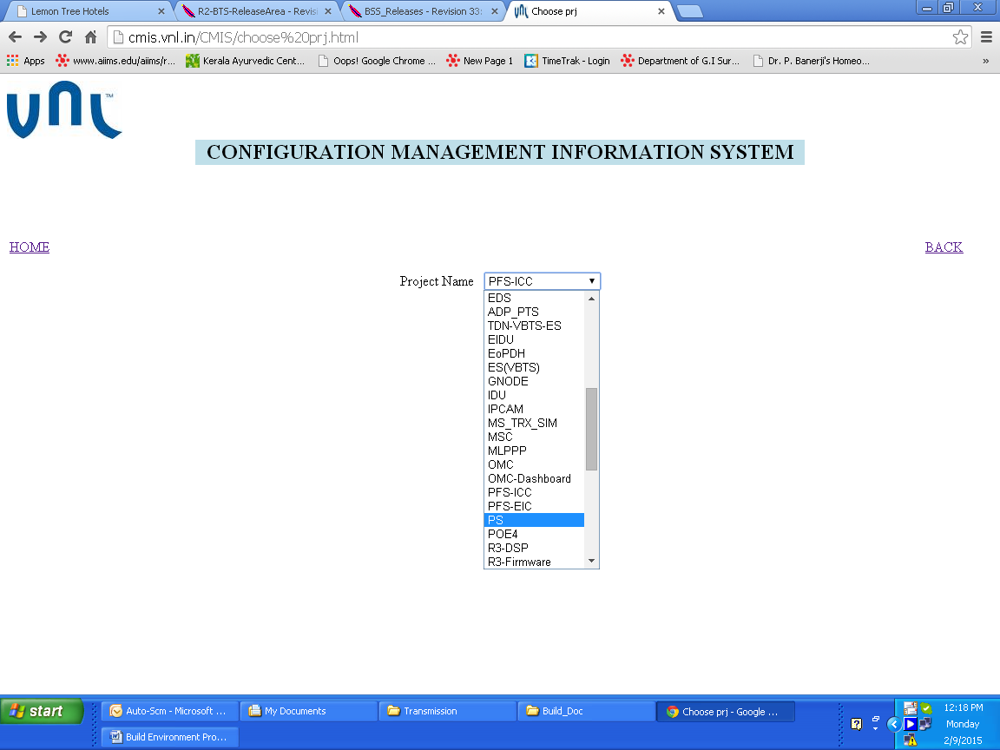 Lemon Tree Hotels
R2-BTS-ReleaseArea - Revisi
BSS_Releases - Revision 33:
Choose prj
cmis.vnl.in/CMIS/choose%20prj.html
Apps
www.aiims.edu/aiims/r...
Kerala Ayurvedic Cent...
Oops! Google Chrome ...
New Page 1
TimeTrak - Login
Department of G.I Sur...
Dr. P. Banerji's Homeo...
»
vnl™
CONFIGURATION MANAGEMENT INFORMATION SYSTEM
HOME
BACK
Project Name
PFS-ICC
EDS
ADP_PTS
TDN-VBTS-ES
EIDU
EoPDH
ES(VBTS)
GNODE
IDU
IPCAM
MS_TRX_SIM
MSC
MLPPP
OMC
OMC-Dashboard
PFS-ICC
PFS-EIC
PS
POE4
R3-DSP
R3-Firmware
start
Auto-Scm - Microsoft ...
My Documents
Transmission
Build_Doc
Choose prj - Google ...
Build Environment Pro...
12:18 PM
Monday
2/9/2015